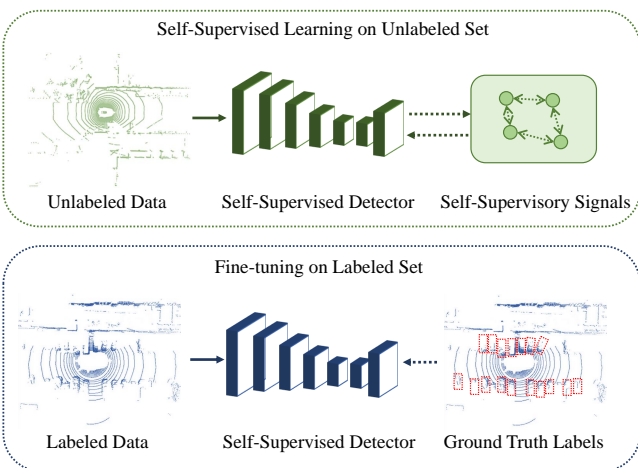 Self-Supervised Learning on Unlabeled Set
Unlabeled Data
Self-Supervised Detector
Self-Supervisory Signals
Fine-tuning on Labeled Set
Labeled Data
Self-Supervised Detector
Ground Truth Labels